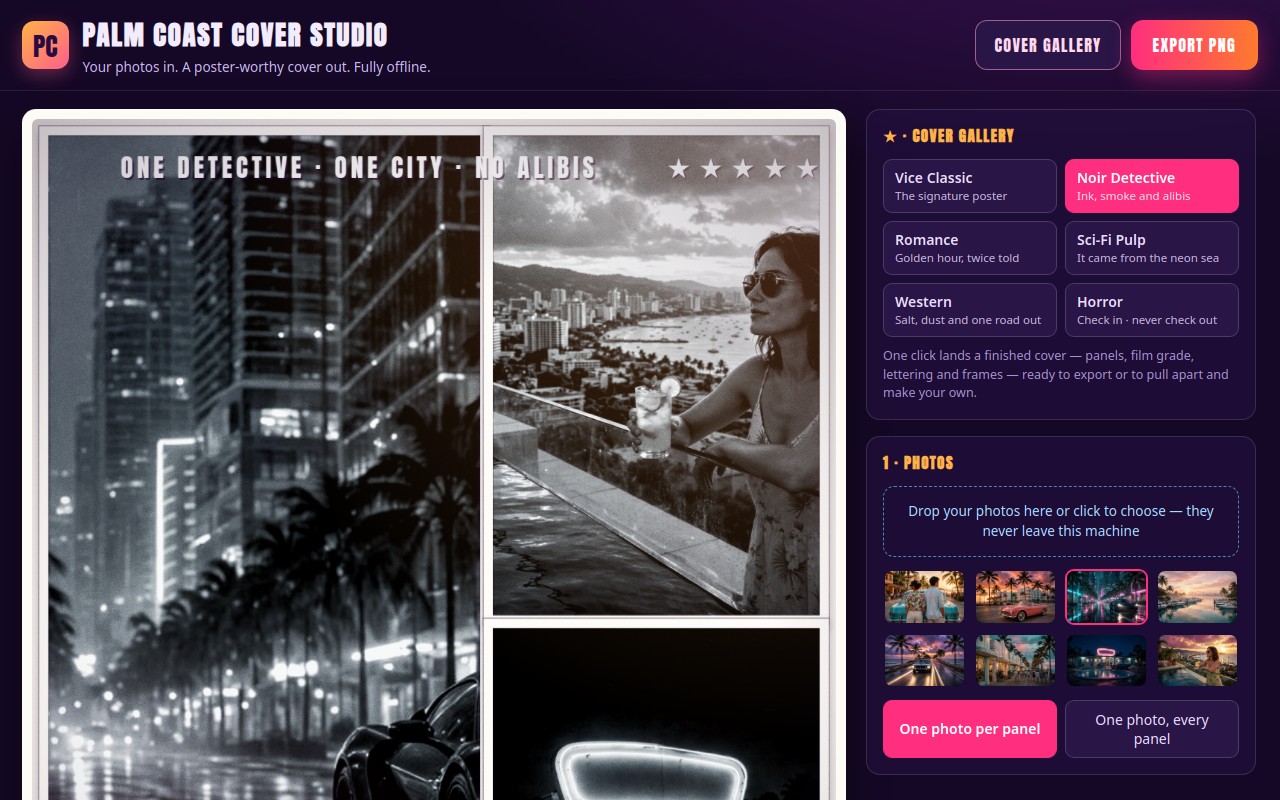 PC
PALM COAST COVER STUDIO
Your photos in. A poster-worthy cover out. Fully offline.
COVER GALLERY
EXPORT PNG
ONE DETECTIVE · ONE CITY · NO ALIBIS
★ ★ ★ ★ ★
★ · COVER GALLERY
Vice Classic
The signature poster
Noir Detective
Ink, smoke and alibis
Romance
Golden hour, twice told
Sci-Fi Pulp
It came from the neon sea
Western
Salt, dust and one road out
Horror
Check in · never check out
One click lands a finished cover — panels, film grade,
lettering and frames — ready to export or to pull apart and
make your own.
1 · PHOTOS
Drop your photos here or click to choose — they
never leave this machine
One photo per panel
One photo, every
panel